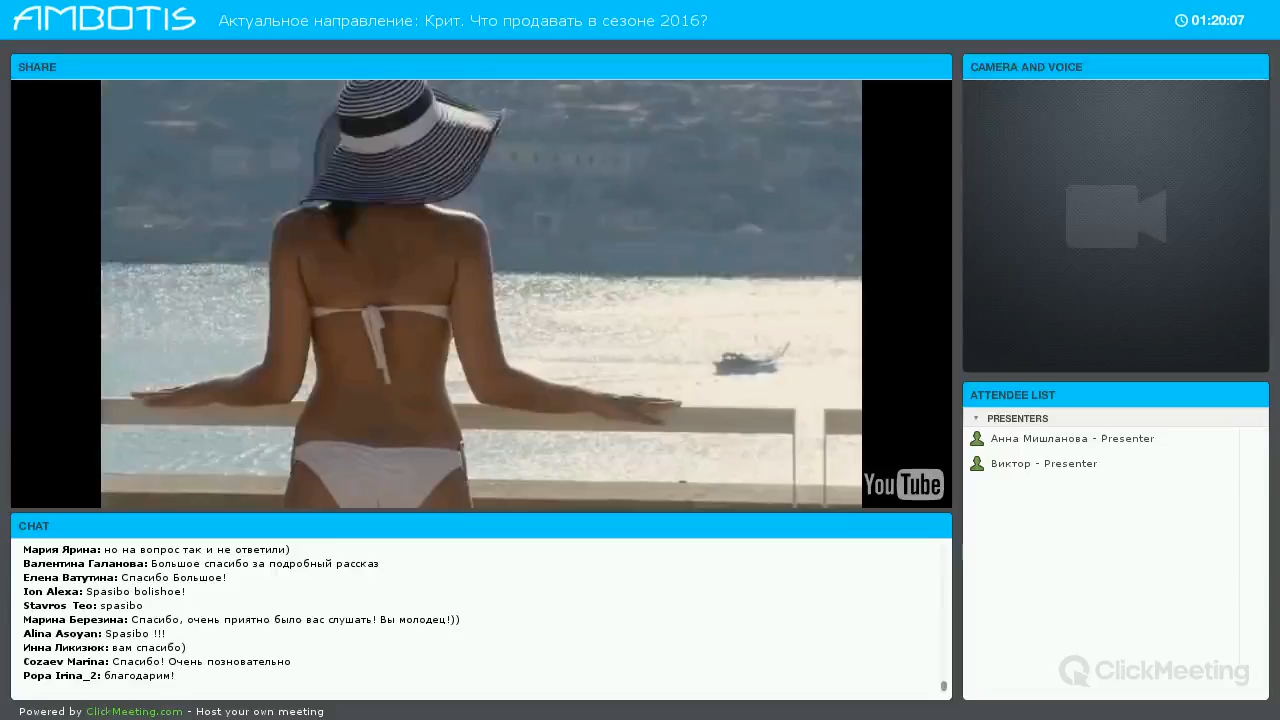 AMBOTIS
Актуальное направление: Крит. Что продавать в сезоне 2016?
01:20:07
SHARE
CAMERA AND VOICE
YouTube
ATTENDEE LIST
PRESENTERS
Анна Мишланова - Presenter
Виктор - Presenter
CHAT
Мария Ярина: но на вопрос так и не ответили)
Валентина Галанова: Большое спасибо за подробный рассказ
Елена Ватутина: Спасибо Большое!
Ion Alexa: Spasibo bolishoe!
Stavros Teo: spasibo
Марина Березина: Спасибо, очень приятно было вас слушать! Вы молодец!))
Alina Asoyan: Spasibo !!!
Инна Ликизюк: вам спасибо)
Cozaev Marina: Спасибо! Очень позновательно
Popa Irina_2: благодарим!
ClickMeeting
Powered by ClickMeeting.com - Host your own meeting